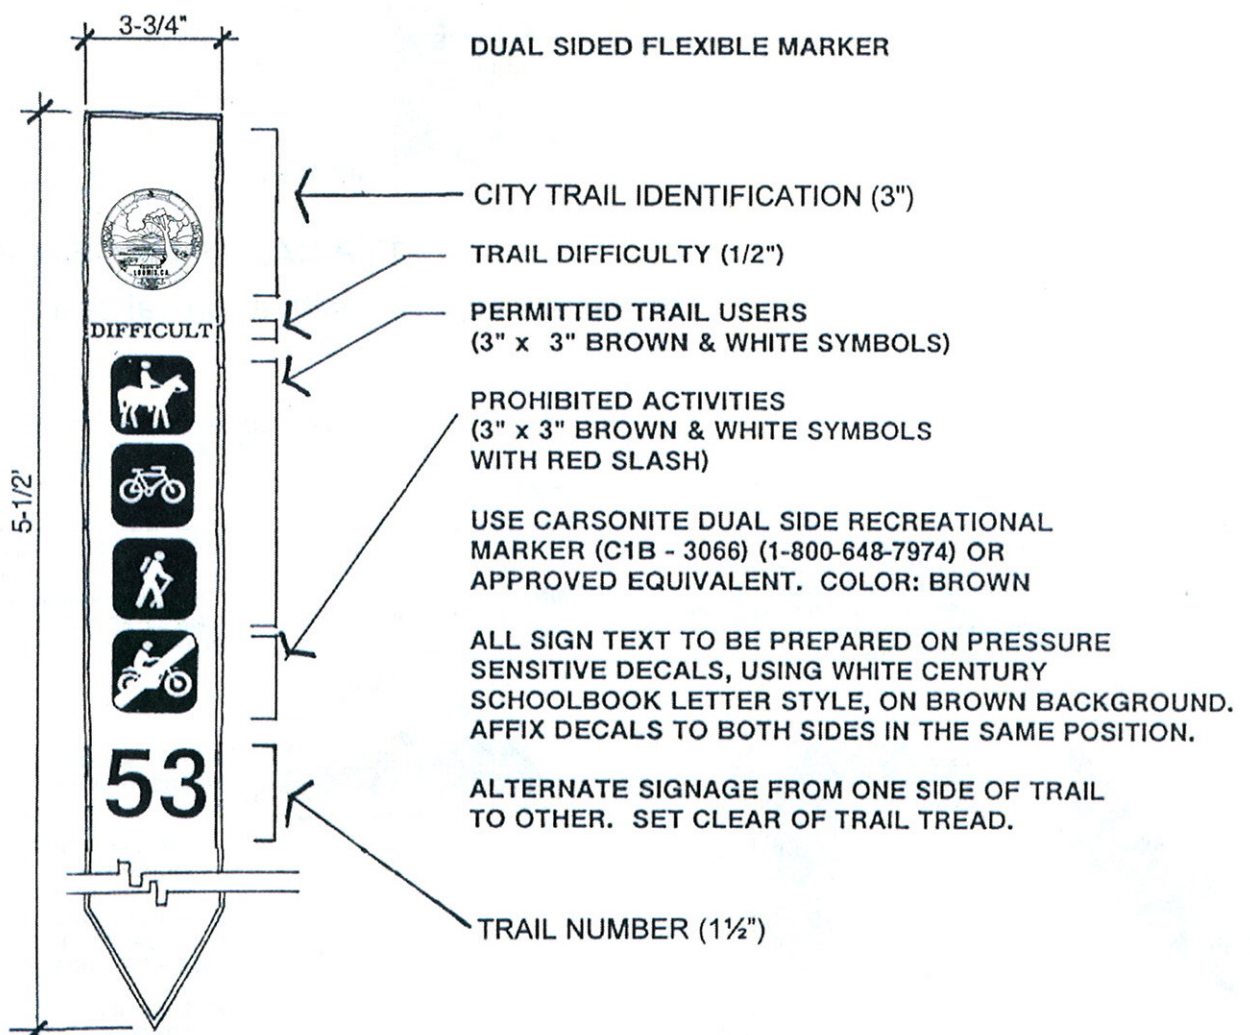 3-3/4"
DUAL SIDED FLEXIBLE MARKER
CITY TRAIL IDENTIFICATION (3")
TOWN OF
LOOMIS, CA.
TRAIL DIFFICULTY (1/2")
DIFFICULT
PERMITTED TRAIL USERS
(3" x 3" BROWN & WHITE SYMBOLS)
PROHIBITED ACTIVITIES
(3" x 3" BROWN & WHITE SYMBOLS
WITH RED SLASH)
5-1/2'
USE CARSONITE DUAL SIDE RECREATIONAL
MARKER (C1B - 3066) (1-800-648-7974) OR
APPROVED EQUIVALENT. COLOR: BROWN
ALL SIGN TEXT TO BE PREPARED ON PRESSURE
SENSITIVE DECALS, USING WHITE CENTURY
SCHOOLBOOK LETTER STYLE, ON BROWN BACKGROUND.
AFFIX DECALS TO BOTH SIDES IN THE SAME POSITION.
53
ALTERNATE SIGNAGE FROM ONE SIDE OF TRAIL
TO OTHER. SET CLEAR OF TRAIL TREAD.
TRAIL NUMBER (1½")